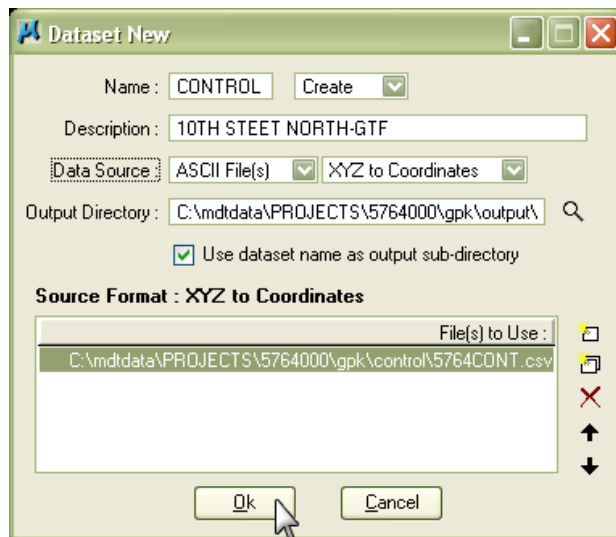 Dataset New
Name : CONTROL Create
Description : 10TH STEET NORTH-GTF
Data Source : ASCII File(s) XYZ to Coordinates
Output Directory : C:\mdtdata\PROJECTS\5764000\gpk\output\
Use dataset name as output sub-directory
Source Format : XYZ to Coordinates
File(s) to Use :
C:\mdtdata\PROJECTS\5764000\gpk\control\5764CONT.csv
Ok Cancel